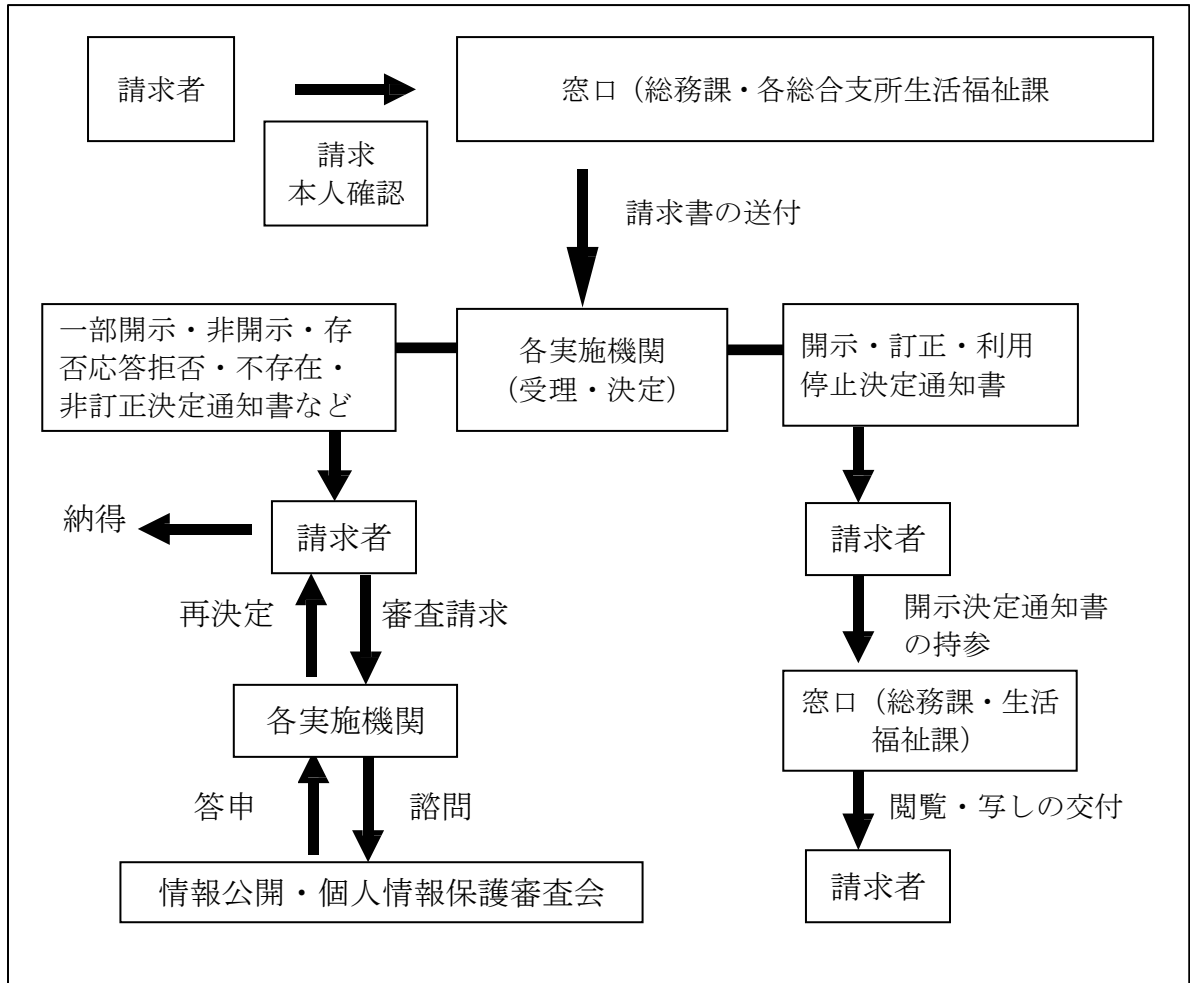 請求者
窓口（総務課・各総合支所生活福祉課
請求
本人確認
請求書の送付
一部開示・非開示・存
否応答拒否・不存在・
非訂正決定通知書など
各実施機関
（受理・決定）
開示・訂正・利用
停止決定通知書
納得
請求者
請求者
再決定
審査請求
開示決定通知書
の持参
各実施機関
窓口（総務課・生活
福祉課）
答申
諮問
閲覧・写しの交付
情報公開・個人情報保護審査会
請求者